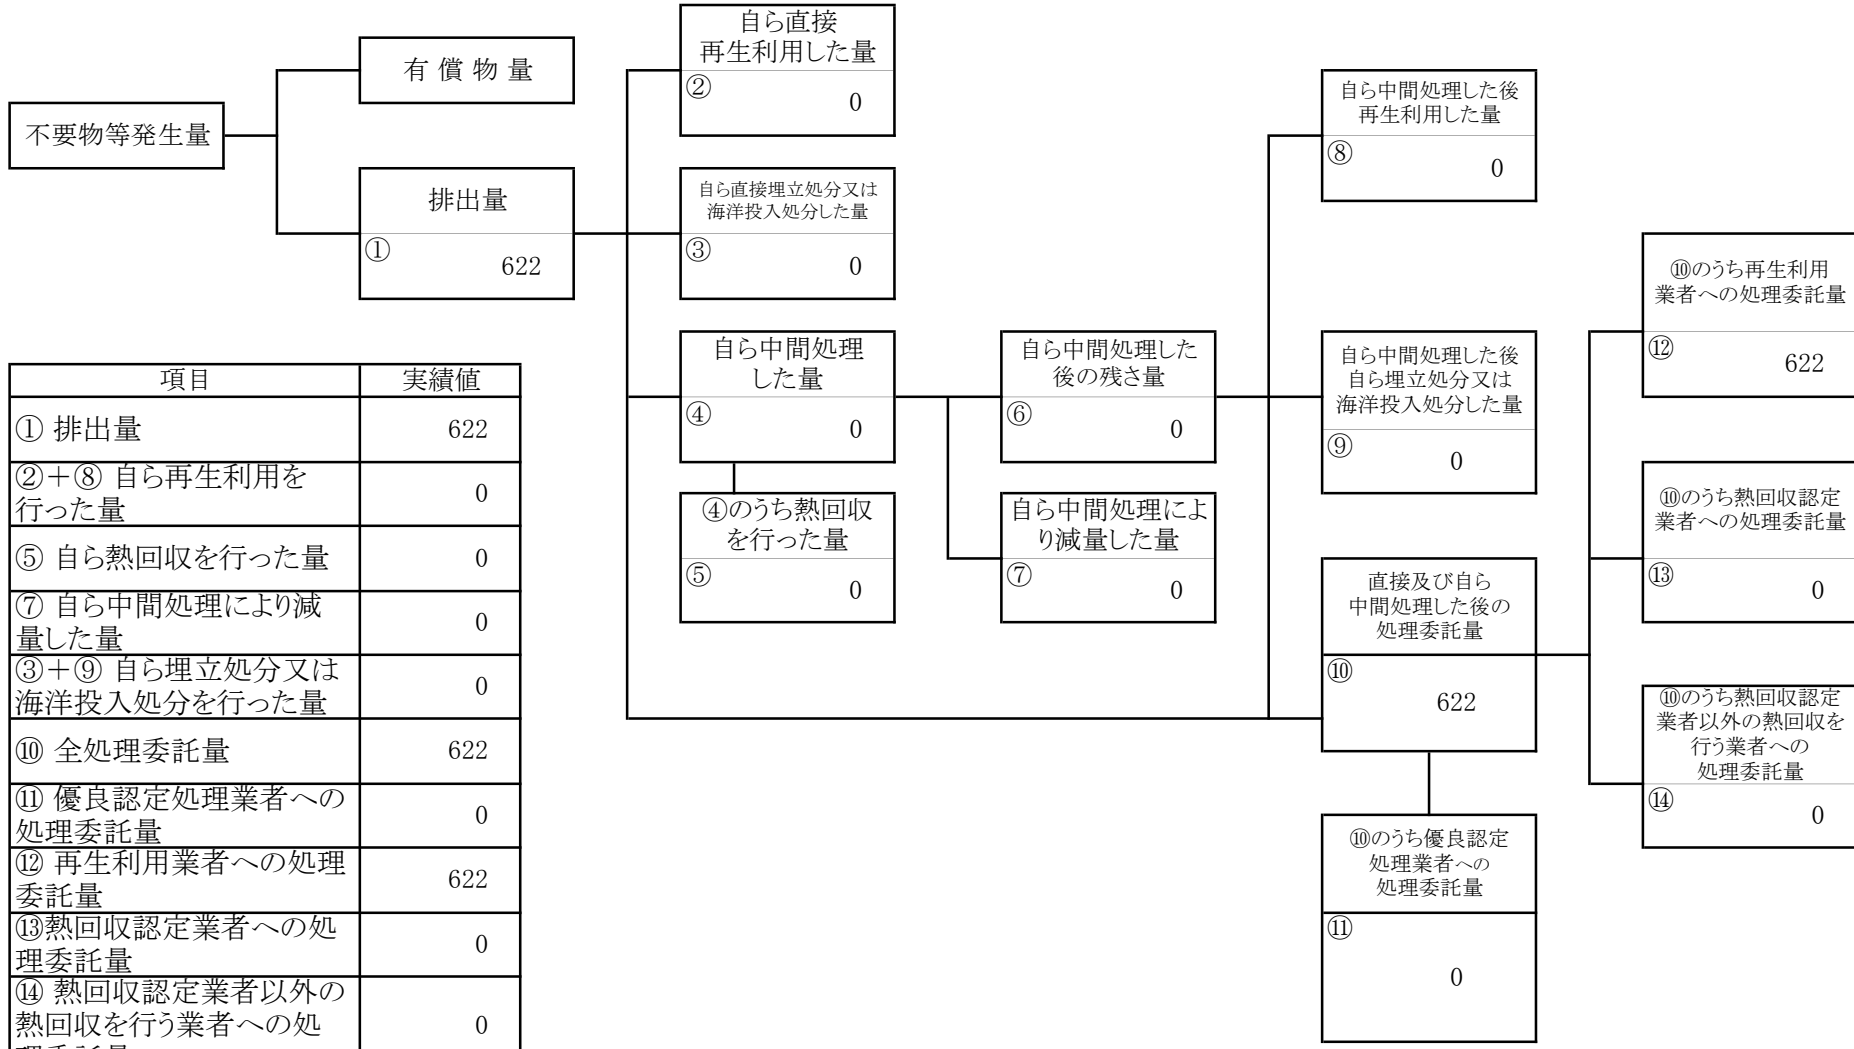 不要物等発生量
有 償 物 量
排出量
①
622
自ら直接
再生利用した量
②
0
自ら直接埋立処分又は
海洋投入処分した量
③
0
自ら中間処理
した量
④
0
④のうち熱回収
を行った量
⑤
0
自ら中間処理した
後の残さ量
⑥
0
自ら中間処理によ
り減量した量
⑦
0
自ら中間処理した後
再生利用した量
⑧
0
自ら中間処理した後
自ら埋立処分又は
海洋投入処分した量
⑨
0
直接及び自ら
中間処理した後の
処理委託量
⑩
622
⑩のうち優良認定
処理業者への
処理委託量
⑪
0
⑩のうち再生利用
業者への処理委託量
⑫
622
⑩のうち熱回収認定
業者への処理委託量
⑬
0
⑩のうち熱回収認定
業者以外の熱回収を
行う業者への
処理委託量
⑭
0
項目 実績値
① 排出量 622
②＋⑧ 自ら再生利用を
行った量 0
⑤ 自ら熱回収を行った量 0
⑦ 自ら中間処理により減
量した量 0
③＋⑨ 自ら埋立処分又は
海洋投入処分を行った量 0
⑩ 全処理委託量 622
⑪ 優良認定処理業者への
処理委託量 0
⑫ 再生利用業者への処理
委託量 622
⑬熱回収認定業者への処
理委託量 0
⑭ 熱回収認定業者以外の
熱回収を行う業者への処 0